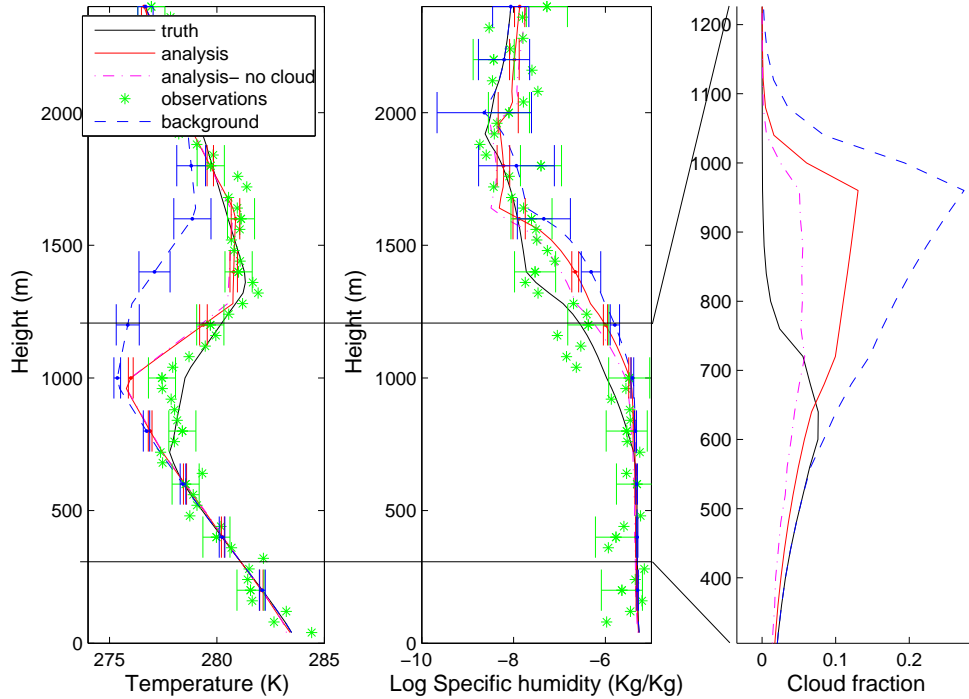 truth
analysis
analysis− no cloud
observations
background
2000
1500
1000
500
0
Height (m)
275
280
285
Temperature (K)
2000
1500
1000
500
0
Height (m)
−10
−8
−6
Log Specific humidity (Kg/Kg)
1200
1100
1000
900
800
700
600
500
400
0
0.1
0.2
Cloud fraction